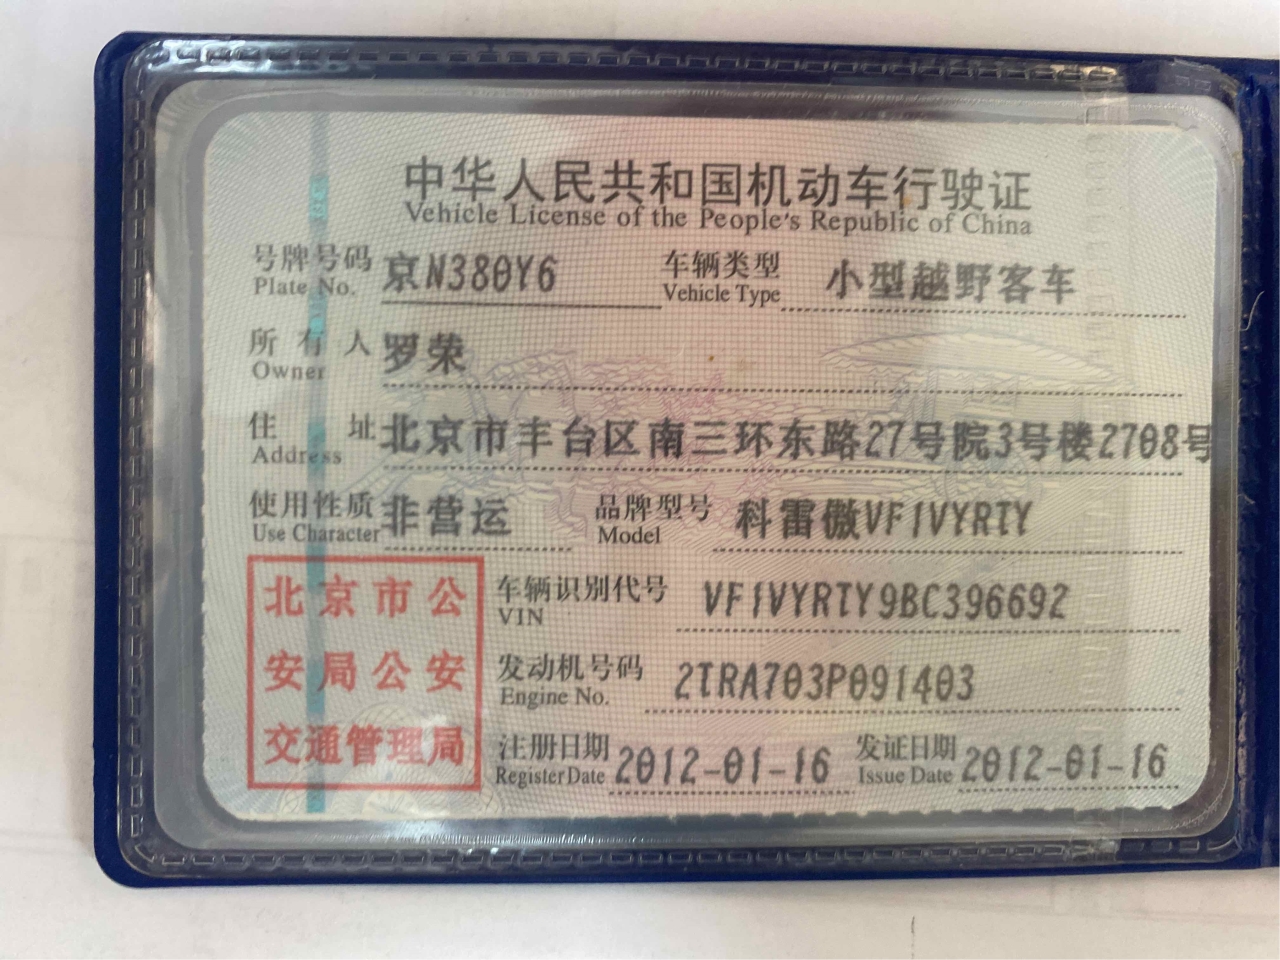 中华人民共和国机动车行驶证
Vehicle License of the People's Republic of China
号牌号码 京N380Y6 车辆类型 小型越野客车
Plate No. Vehicle Type
所有人 罗荣
Owner
住址 北京市丰台区南三环东路27号院3号楼2708号
Address
使用性质 非营运 品牌型号 科雷傲VF1VYRTY
Use Character Model
北京市公
安局公安
交通管理局
车辆识别代号 VF1VYRTY9BC396692
VIN
发动机号码 2TRA703P091403
Engine No.
注册日期 2012-01-16 发证日期 2012-01-16
Register Date Issue Date